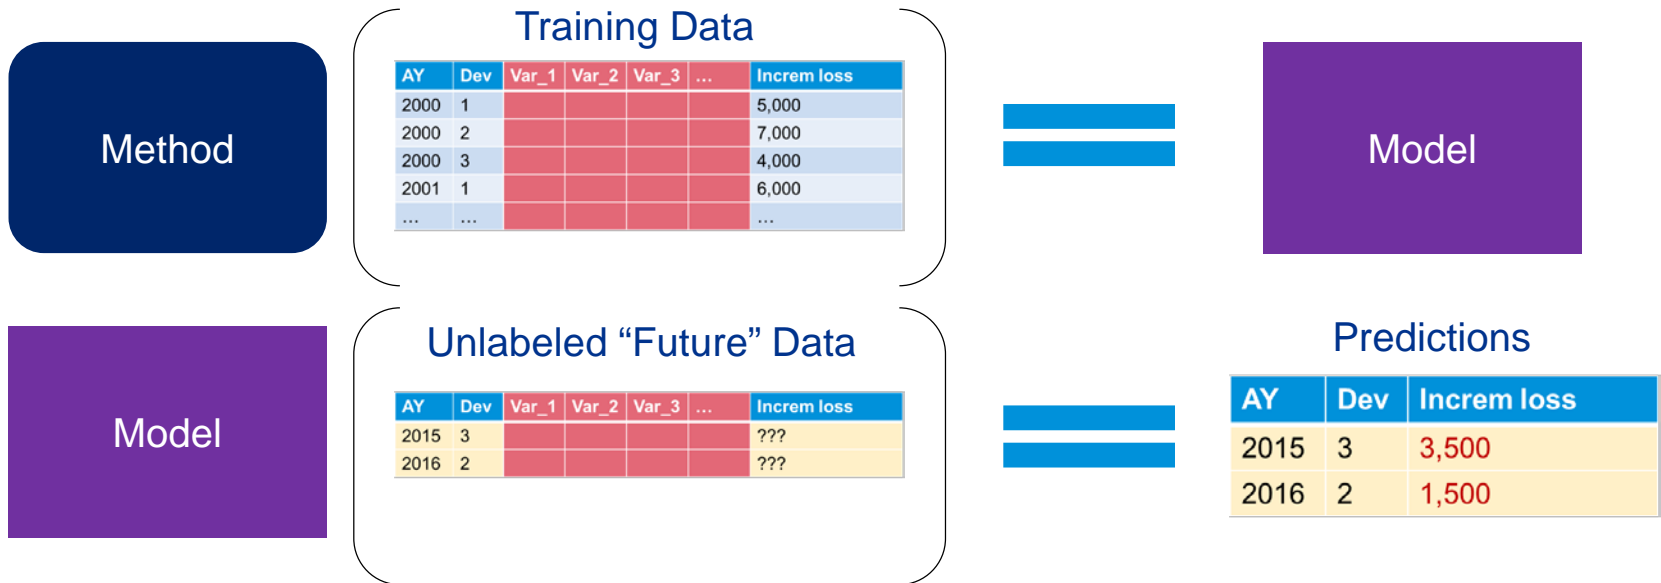 Training Data
Method
AY Dev Var_1 Var_2 Var_3 ... Increm loss
2000 1 5,000
2000 2 7,000
2000 3 4,000
2001 1 6,000
... ... ...
Model
Model
Unlabeled “Future” Data
AY Dev Var_1 Var_2 Var_3 ... Increm loss
2015 3 ???
2016 2 ???
Predictions
AY Dev Increm loss
2015 3 3,500
2016 2 1,500